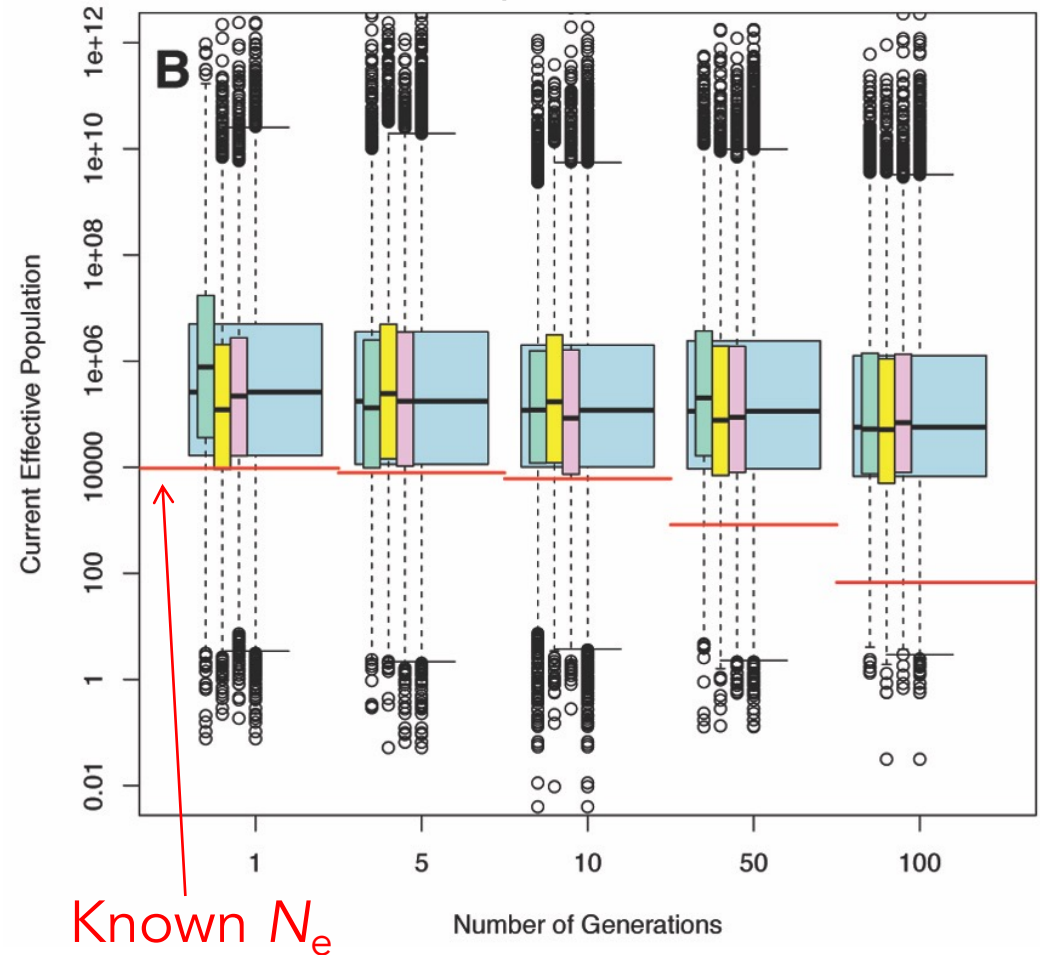 B
Current Effective Population
1e+12
1e+10
1e+08
1e+06
10000
100
1
0.01
1 5 10 50 100
Number of Generations
Known Ne